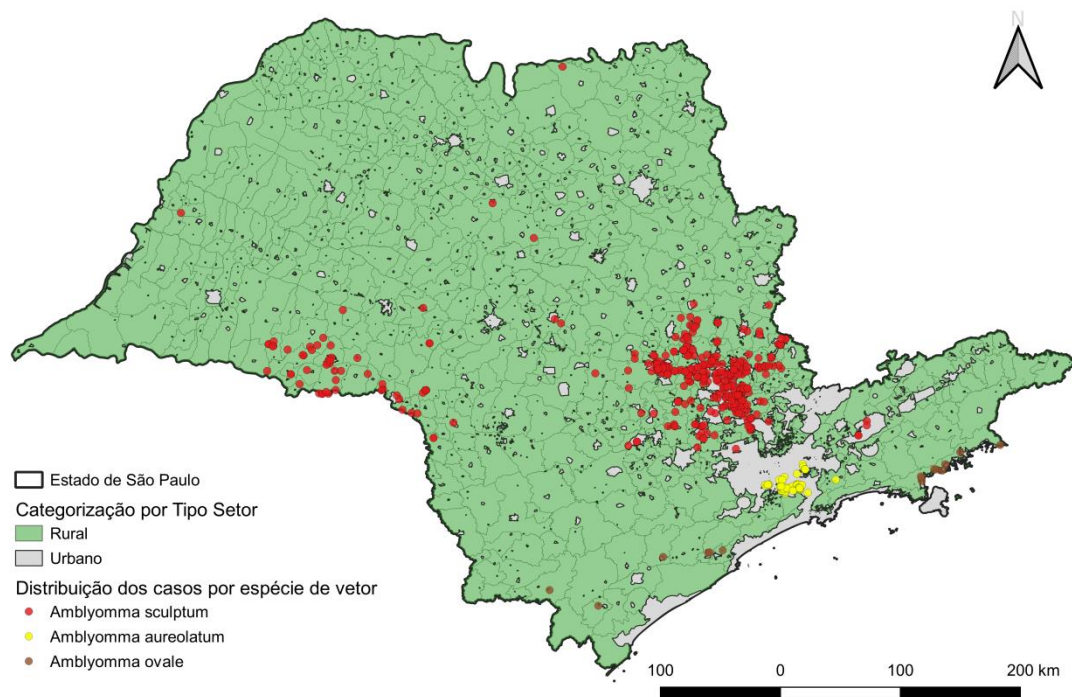 N
Estado de São Paulo
Categorização por Tipo Setor
Rural
Urbano
Distribuição dos casos por espécie de vetor
Amblyomma sculptum
Amblyomma aureolatum
Amblyomma ovale
100 0 100 200 km